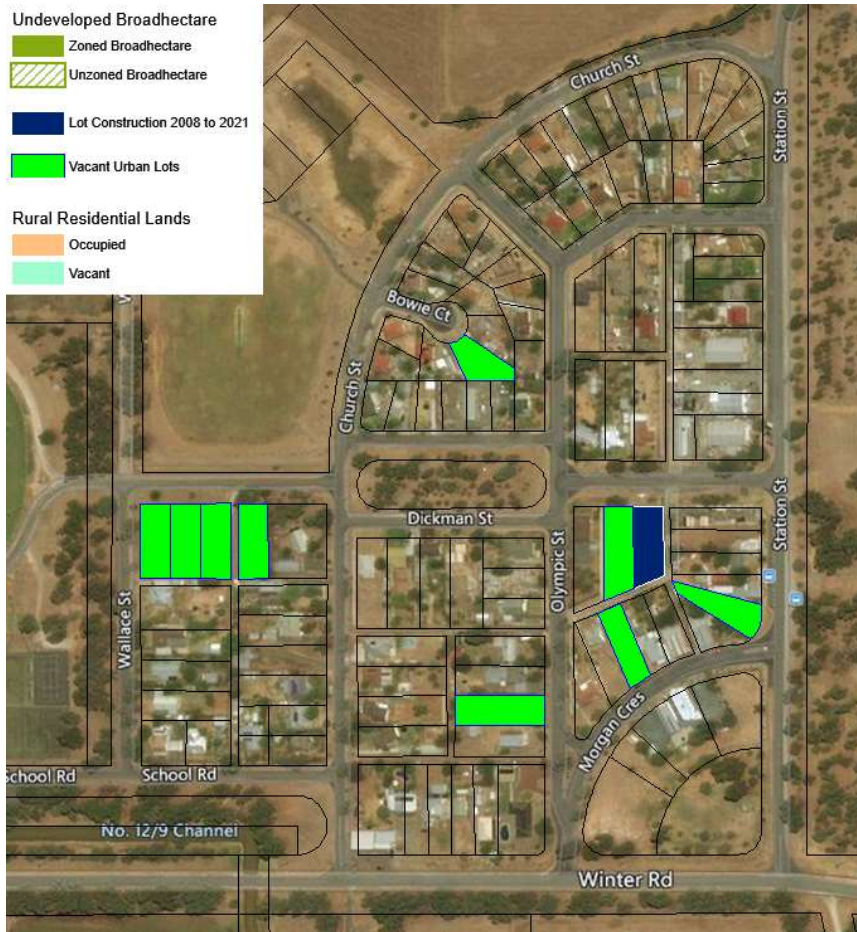 Undeveloped Broadhectare
Zoned Broadhectare
Unzoned Broadhectare
Lot Construction 2008 to 2021
Vacant Urban Lots
Rural Residential Lands
Occupied
Vacant
Church St
Station St
Bowie Ct
Church St
Dickman St
Olympic St
Station St
Wallace St
Morgan Cres
School Rd
School Rd
No. 12/9 Channel
Winter Rd